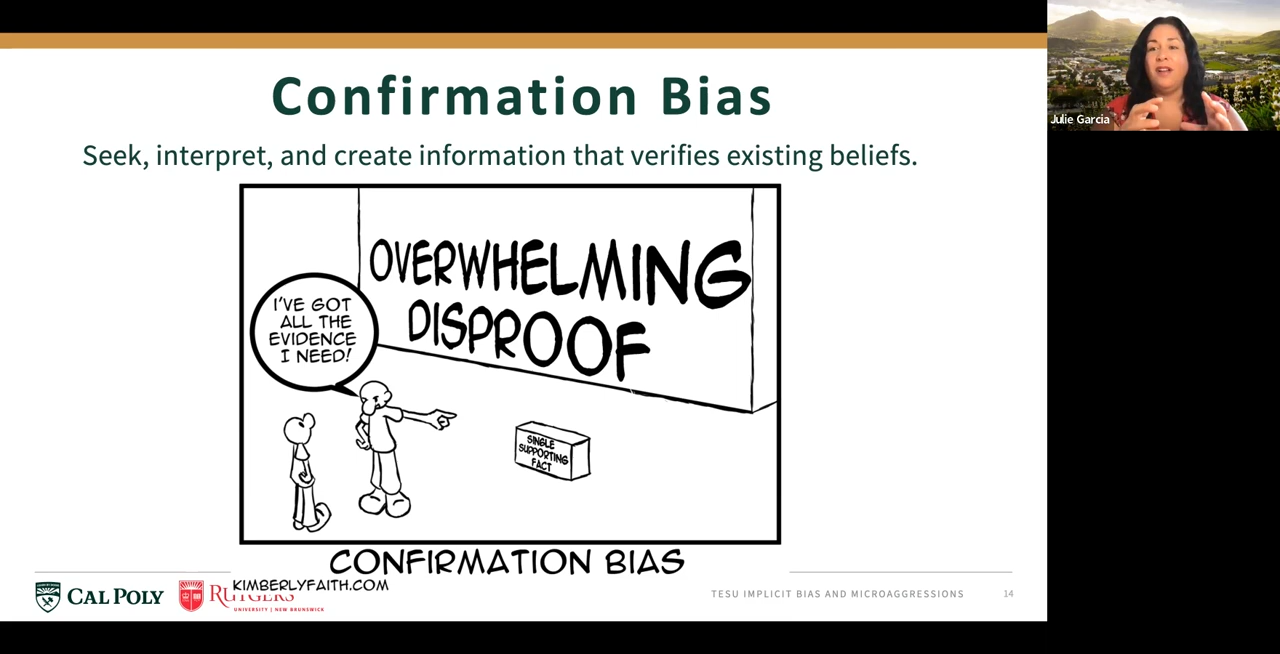 Confirmation Bias
Seek, interpret, and create information that verifies existing beliefs.
OVERWHELMING
DISPROOF
I'VE GOT
ALL THE
EVIDENCE
I NEED!
SINGLE
SUPPORTING
FACT
CONFIRMATION BIAS
KIMBERLYFAITH.COM
CAL POLY
RUTGERS
UNIVERSITY | NEW BRUNSWICK
TESU IMPLICIT BIAS AND MICROAGGRESSIONS
14
Julie Garcia